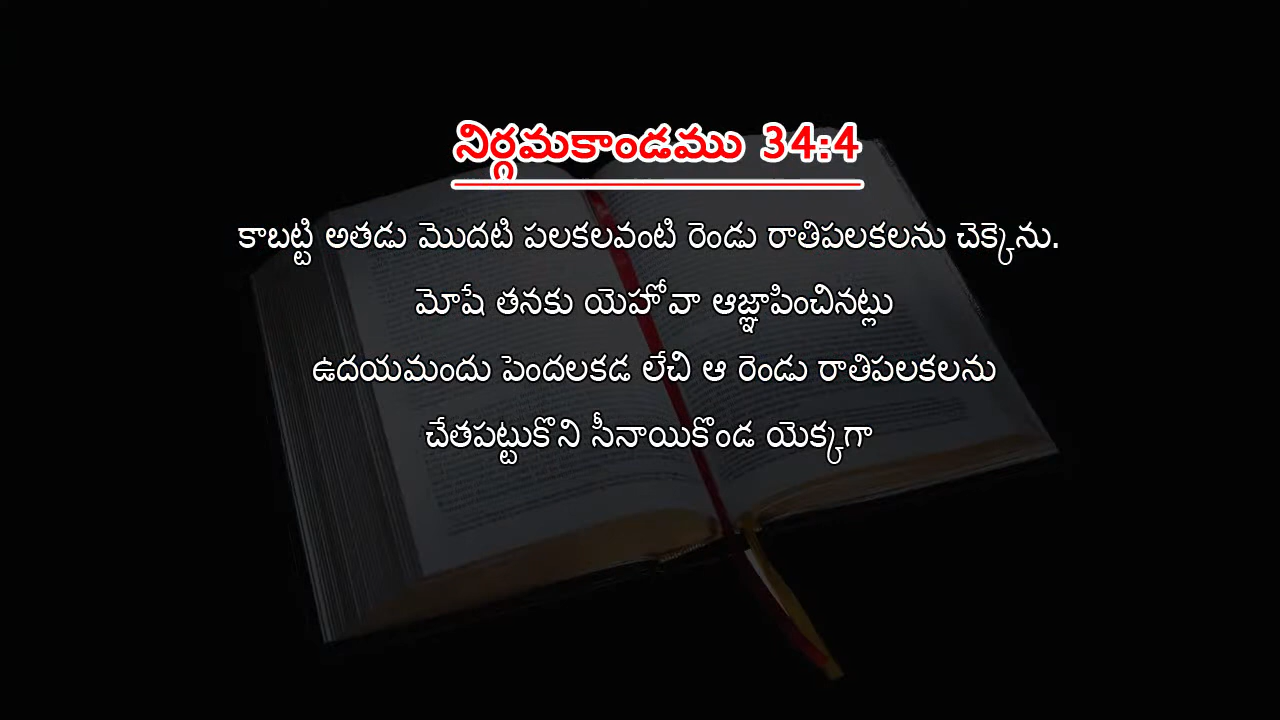 నిర్గమకాండము 34:4
కాబట్టి అతడు మొదటి పలకలవంటి రెండు రాతిపలకలను చెక్కెను.
మోషే తనకు యెహోవా ఆజ్ఞాపించినట్లు
ఉదయమందు పెందలకడ లేచి ఆ రెండు రాతిపలకలను
చేతపట్టుకొని సీనాయికొండ యెక్కగా